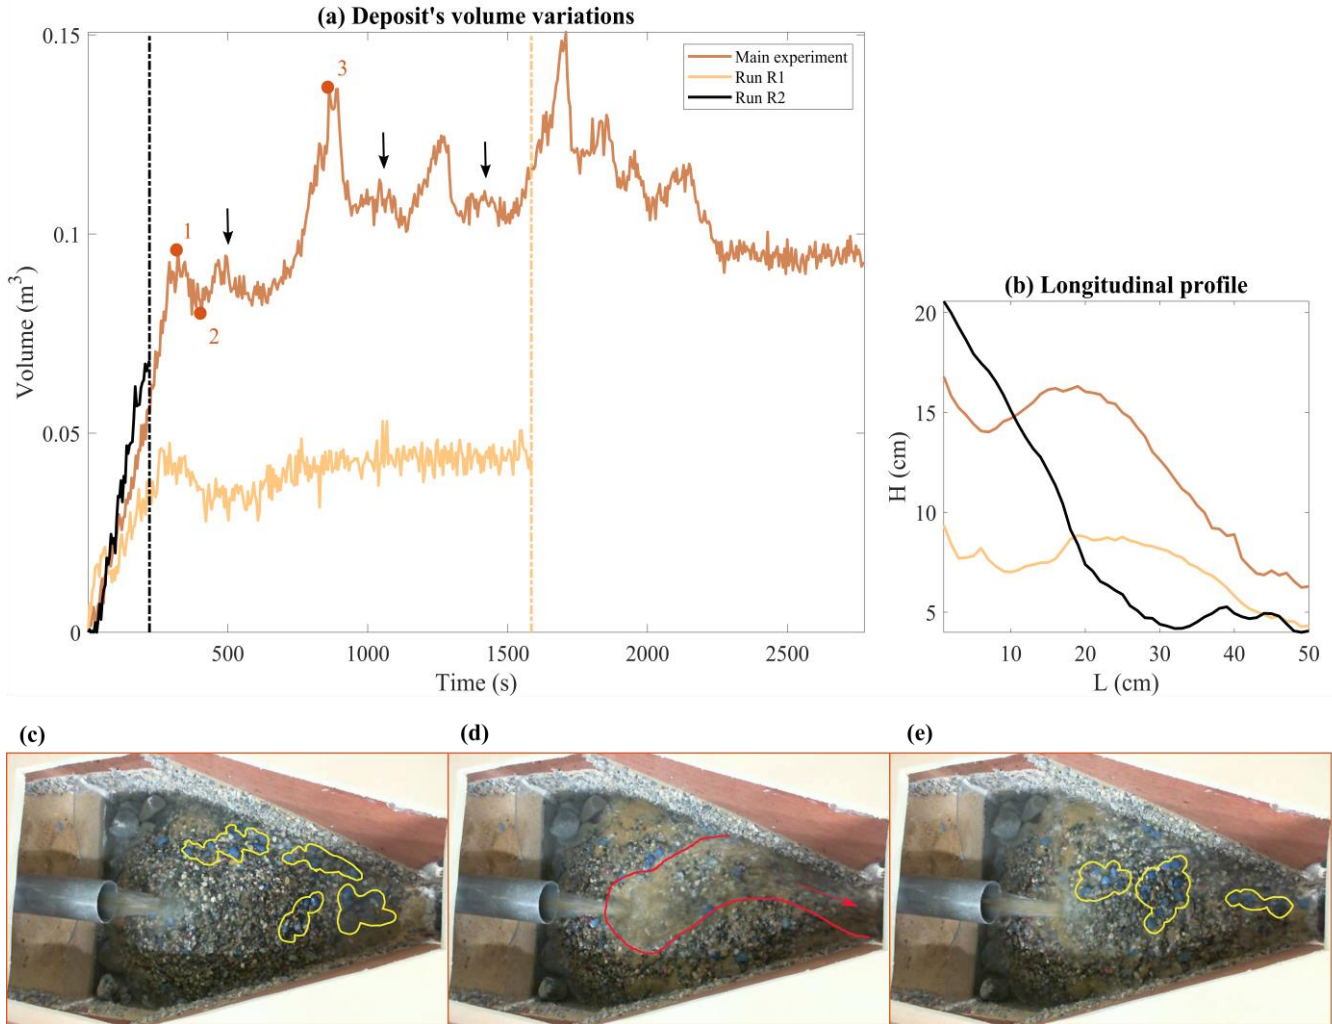 (a) Deposit's volume variations
0.15
0.1
0.05
0
Volume (m³)
1
2
3
Main experiment
Run R1
Run R2
500
1000
1500
2000
2500
Time (s)
(b) Longitudinal profile
20
15
10
5
H (cm)
10
20
30
40
50
L (cm)
(c)
(d)
(e)